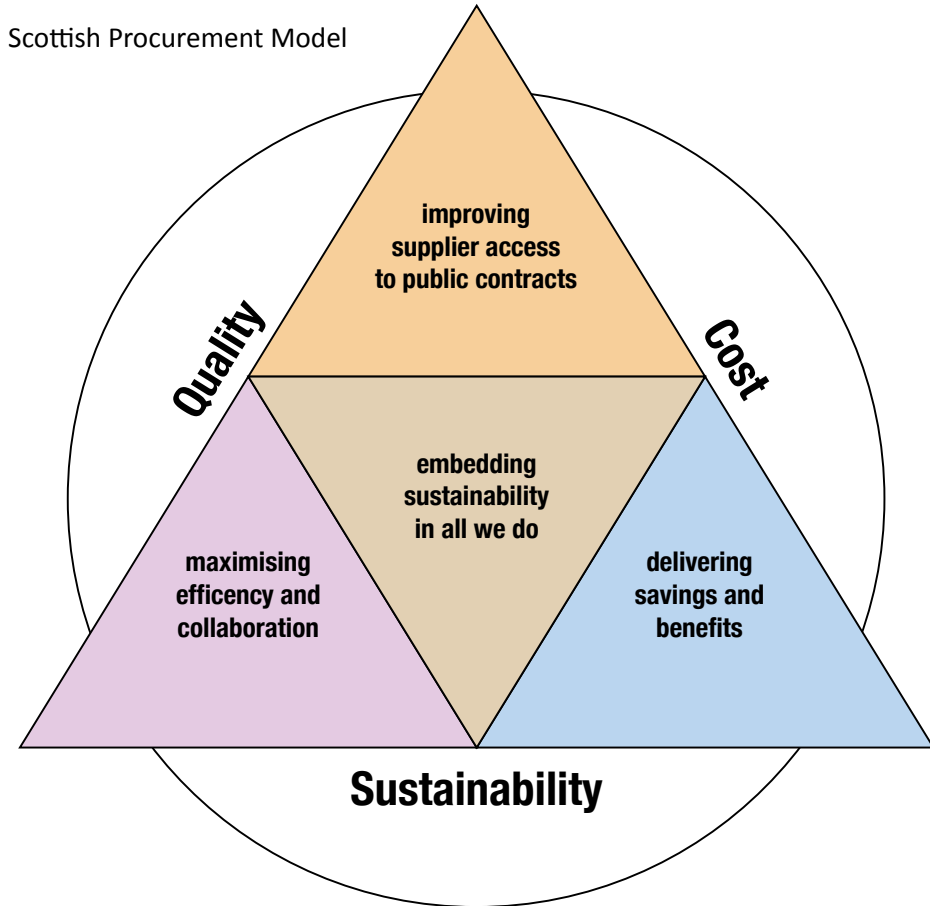 Scottish Procurement Model
improving
supplier access
to public contracts
Quality
Cost
embedding
sustainability
in all we do
maximising
efficency and
collaboration
delivering
savings and
benefits
Sustainability